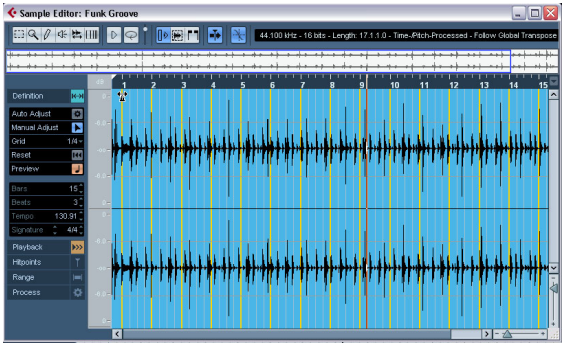 Sample Editor: Funk Groove
44.100 kHz - 16 bits - Length: 17.1.1.0 - Time-/Pitch-Processed - Follow Global Transpose
dB 1 2 3 4 5 6 7 8 9 10 11 12 13 14 15
Definition
Auto Adjust
Manual Adjust
Grid 1/4
Reset
Preview
Bars 15
Beats 3
Tempo 130.91
Signature 4/4
Playback
Hitpoints
Range
Process